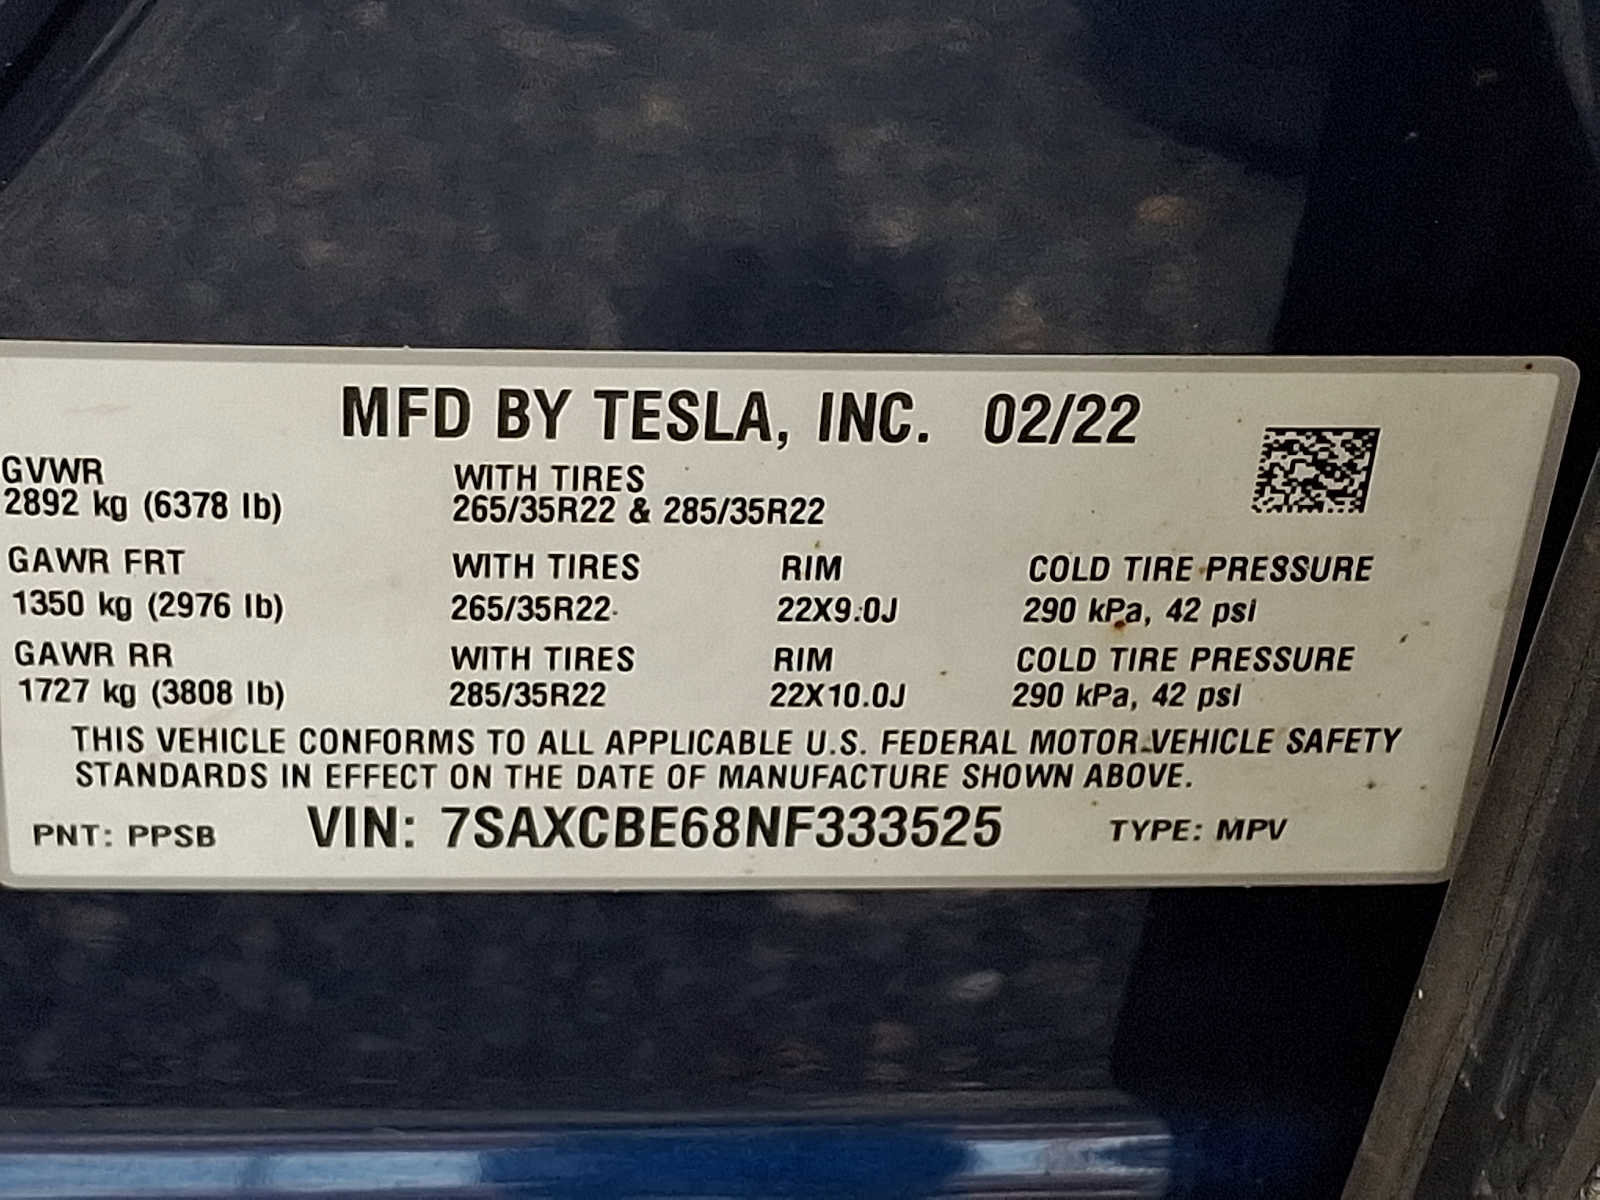 MFD BY TESLA, INC. 02/22
GVWR WITH TIRES
2892 kg (6378 lb) 265/35R22 & 285/35R22
GAWR FRT WITH TIRES RIM COLD TIRE PRESSURE
1350 kg (2976 lb) 265/35R22 22X9.0J 290 kPa, 42 psi
GAWR RR WITH TIRES RIM COLD TIRE PRESSURE
1727 kg (3808 lb) 285/35R22 22X10.0J 290 kPa, 42 psi
THIS VEHICLE CONFORMS TO ALL APPLICABLE U.S. FEDERAL MOTOR VEHICLE SAFETY
STANDARDS IN EFFECT ON THE DATE OF MANUFACTURE SHOWN ABOVE.
PNT: PPSB VIN: 7SAXCBE68NF333525 TYPE: MPV